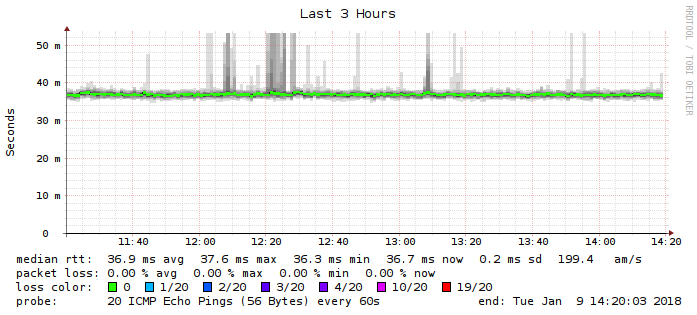 Last 3 Hours
RRDTOOL / TOBI OETIKER
Seconds
50 m
40 m
30 m
20 m
10 m
0
11:40 12:00 12:20 12:40 13:00 13:20 13:40 14:00 14:20
median rtt: 36.9 ms avg 37.6 ms max 36.3 ms min 36.7 ms now 0.2 ms sd 199.4 am/s
packet loss: 0.00 % avg 0.00 % max 0.00 % min 0.00 % now
loss color: 0 1/20 2/20 3/20 4/20 10/20 19/20
probe: 20 ICMP Echo Pings (56 Bytes) every 60s end: Tue Jan 9 14:20:03 2018